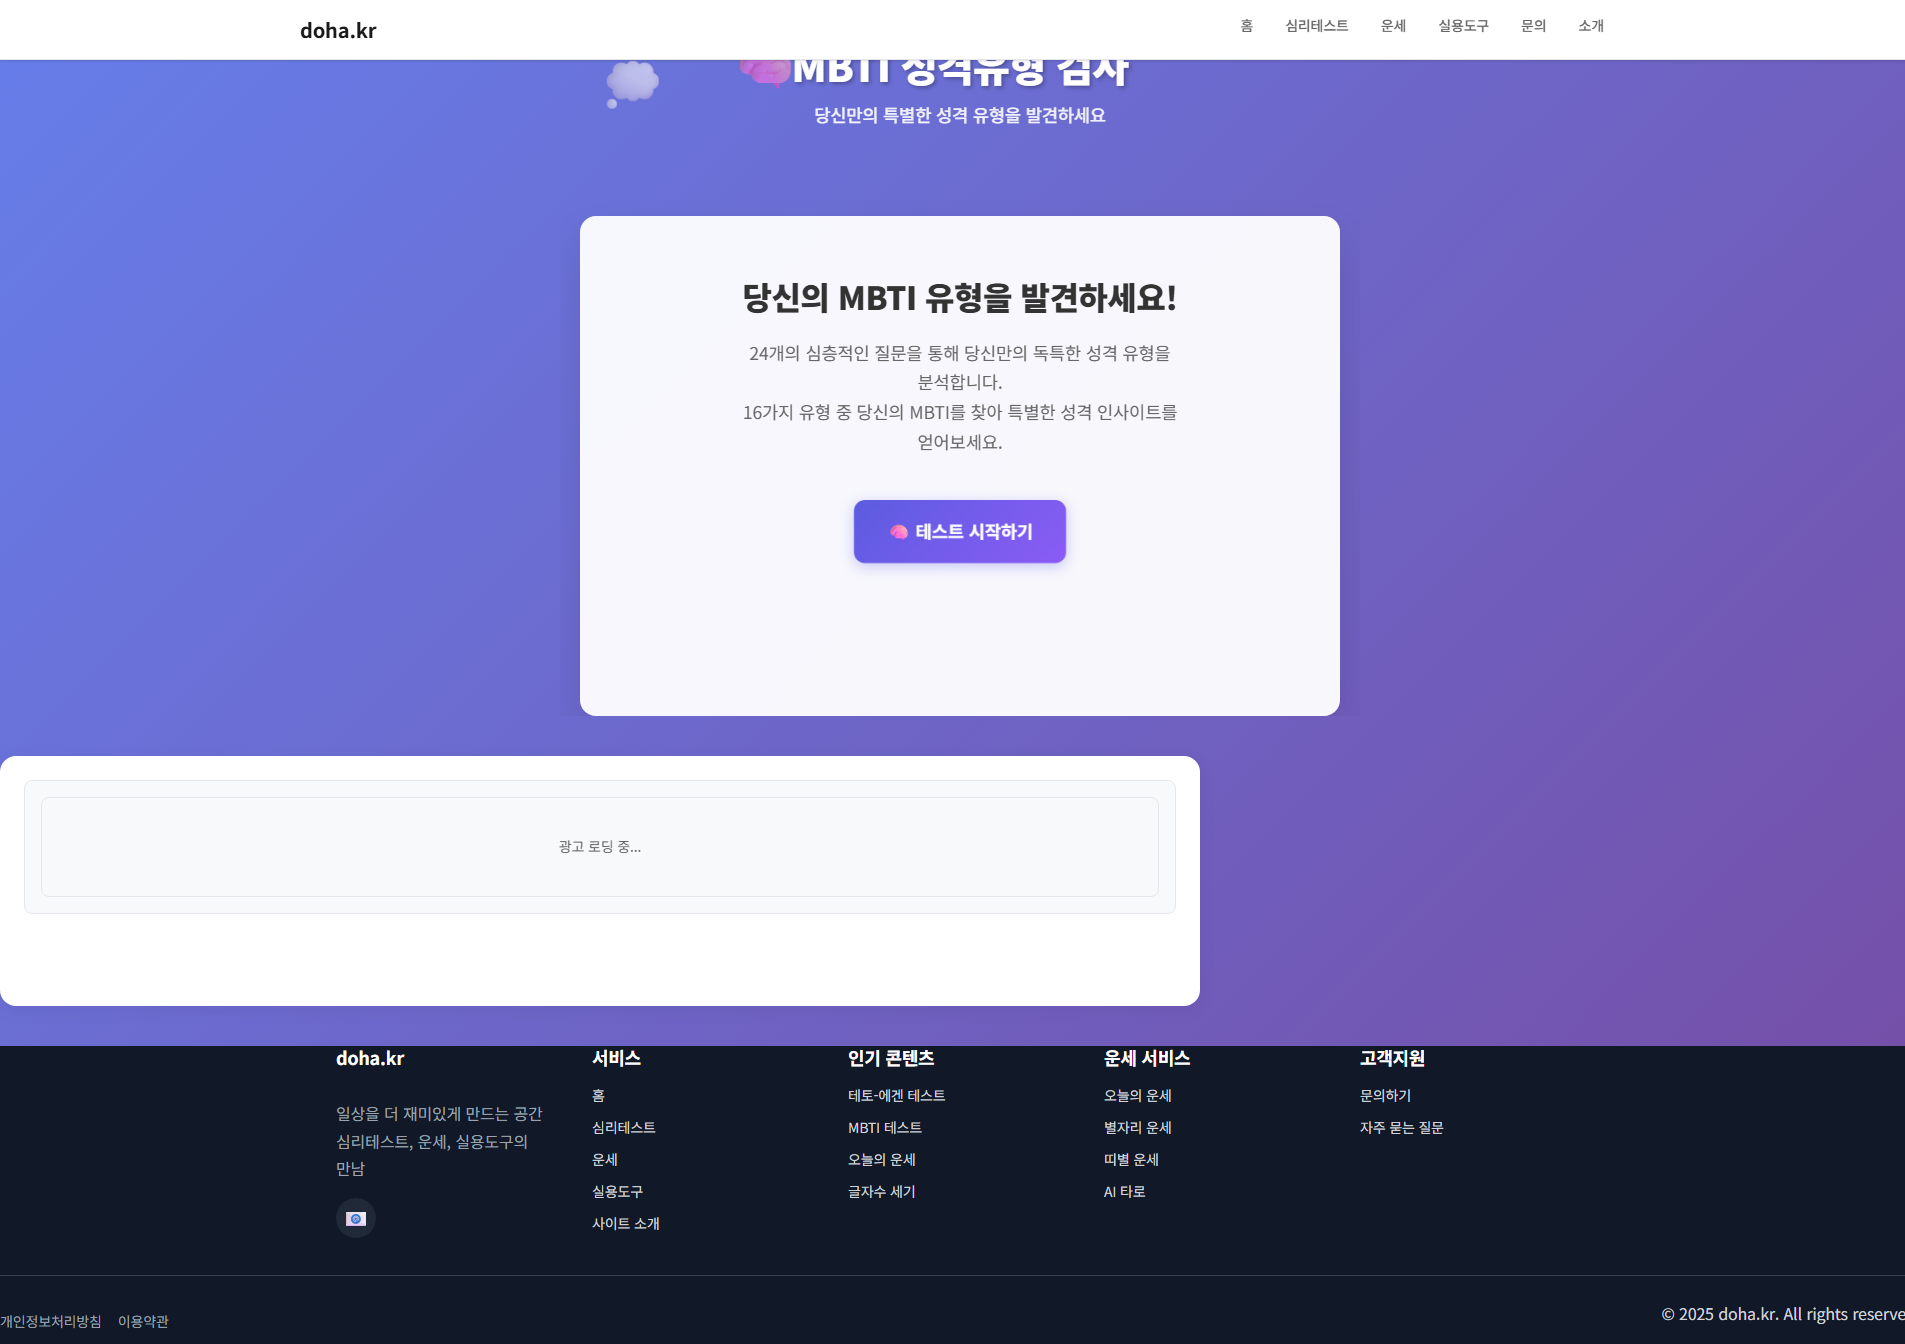 doha.kr
홈 심리테스트 운세 실용도구 문의 소개
MBTI 성격유형 검사
당신만의 특별한 성격 유형을 발견하세요
당신의 MBTI 유형을 발견하세요!
24개의 심층적인 질문을 통해 당신만의 독특한 성격 유형을
분석합니다.
16가지 유형 중 당신의 MBTI를 찾아 특별한 성격 인사이트를
얻어보세요.
테스트 시작하기
광고 로딩 중...
doha.kr
일상을 더 재미있게 만드는 공간
심리테스트, 운세, 실용도구의
만남
서비스
홈
심리테스트
운세
실용도구
사이트 소개
인기 콘텐츠
테토-에겐 테스트
MBTI 테스트
오늘의 운세
글자수 세기
운세 서비스
오늘의 운세
별자리 운세
띠별 운세
AI 타로
고객지원
문의하기
자주 묻는 질문
개인정보처리방침 이용약관
© 2025 doha.kr. All rights reserve